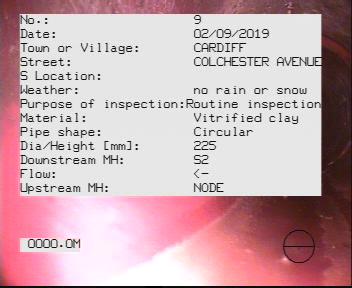 No.: 9
Date: 02/09/2019
Town or Village: CARDIFF
Street: COLCHESTER AVENUE
S Location:
Weather: no rain or snow
Purpose of inspection:Routine inspection
Material: Vitrified clay
Pipe shape: Circular
Dia/Height [mm]: 225
Downstream MH: S2
Flow: <-
Upstream MH: NODE
0000.0M